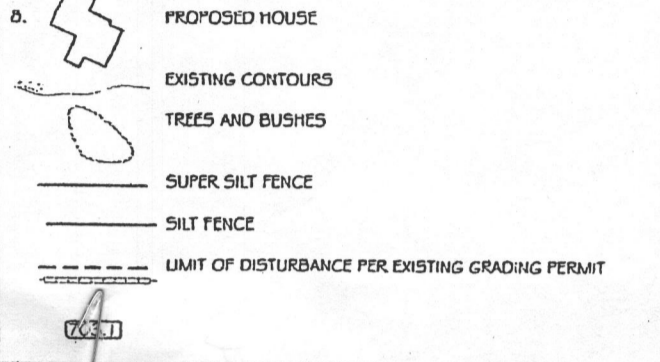 8.
PROPOSED HOUSE
EXISTING CONTOURS
TREES AND BUSHES
SUPER SILT FENCE
SILT FENCE
LIMIT OF DISTURBANCE PER EXISTING GRADING PERMIT